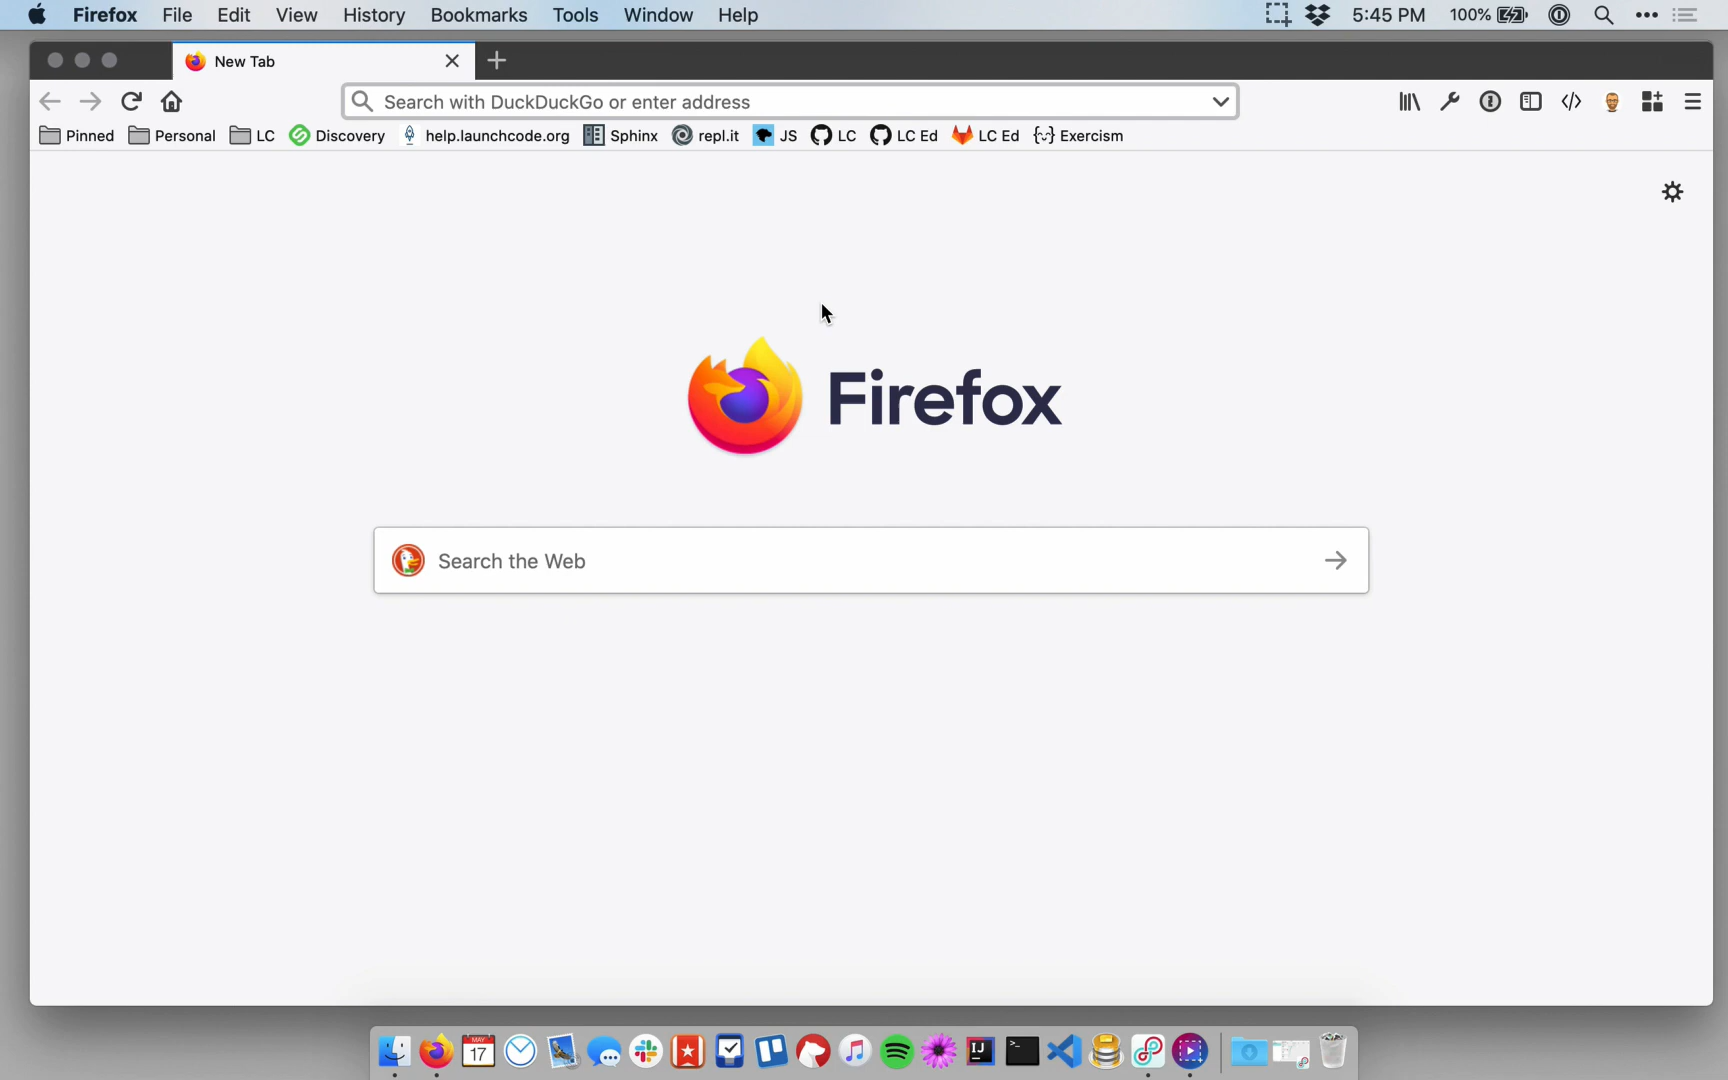 Firefox File Edit View History Bookmarks Tools Window Help 5:45 PM 100%
New Tab
Search with DuckDuckGo or enter address
Pinned Personal LC Discovery help.launchcode.org Sphinx repl.it JS LC LC Ed LC Ed {··} Exercism
Firefox
Search the Web
MAY
17
IJ
>_